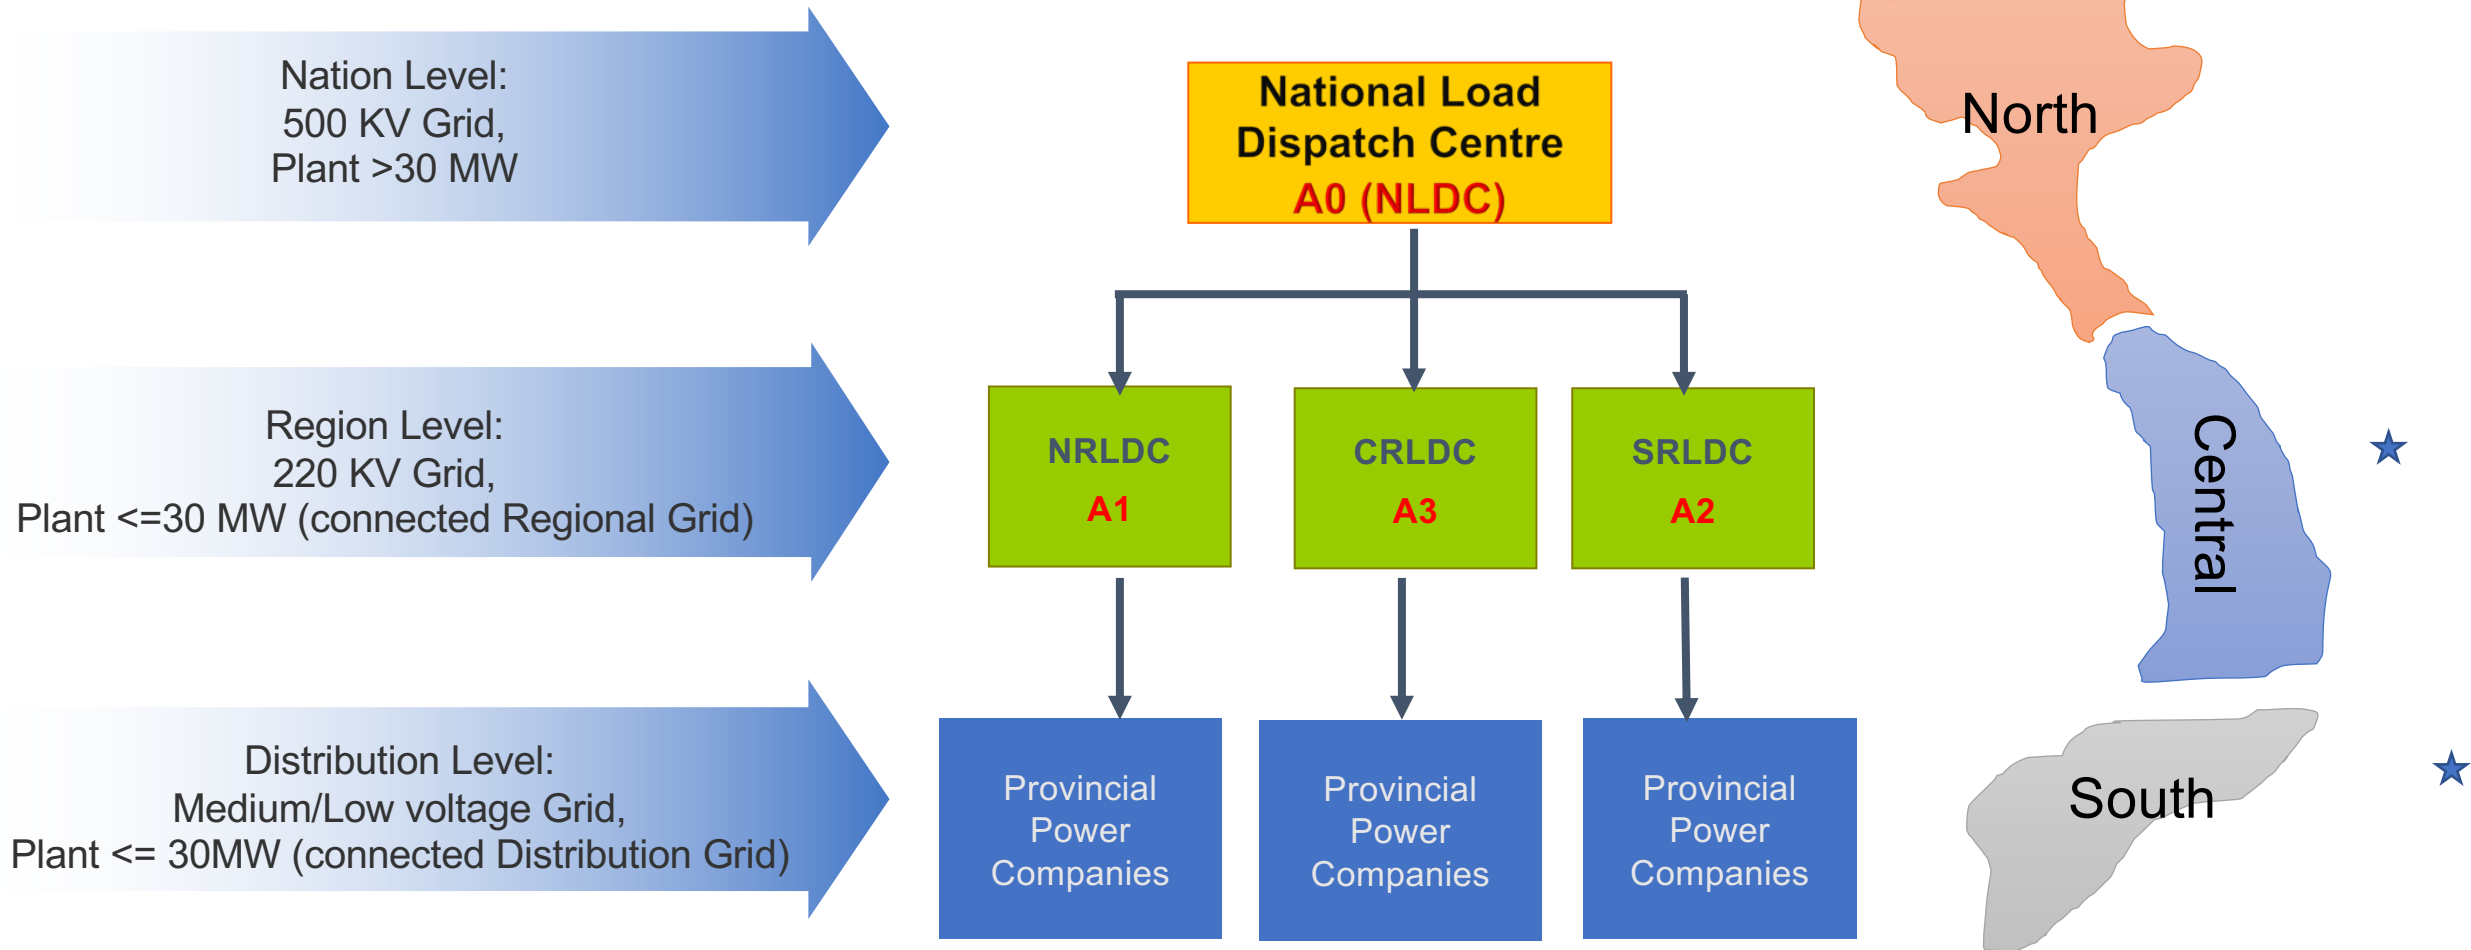 Nation Level:
500 KV Grid,
Plant >30 MW
National Load
Dispatch Centre
A0 (NLDC)
North
Region Level:
220 KV Grid,
Plant <=30 MW (connected Regional Grid)
NRLDC
A1
CRLDC
A3
SRLDC
A2
Central
Distribution Level:
Medium/Low voltage Grid,
Plant <= 30MW (connected Distribution Grid)
Provincial
Power
Companies
Provincial
Power
Companies
Provincial
Power
Companies
South